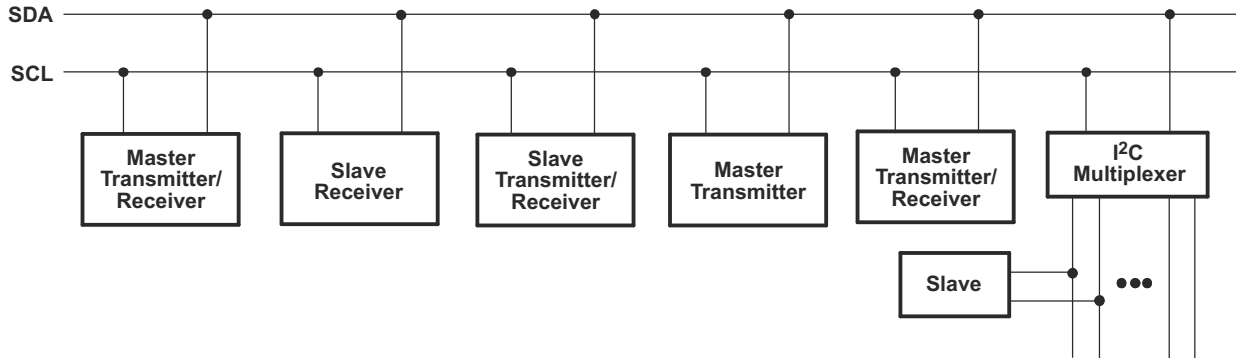 SDA
SCL
Master
Transmitter/
Receiver
Slave
Receiver
Slave
Transmitter/
Receiver
Master
Transmitter
Master
Transmitter/
Receiver
I²C
Multiplexer
Slave